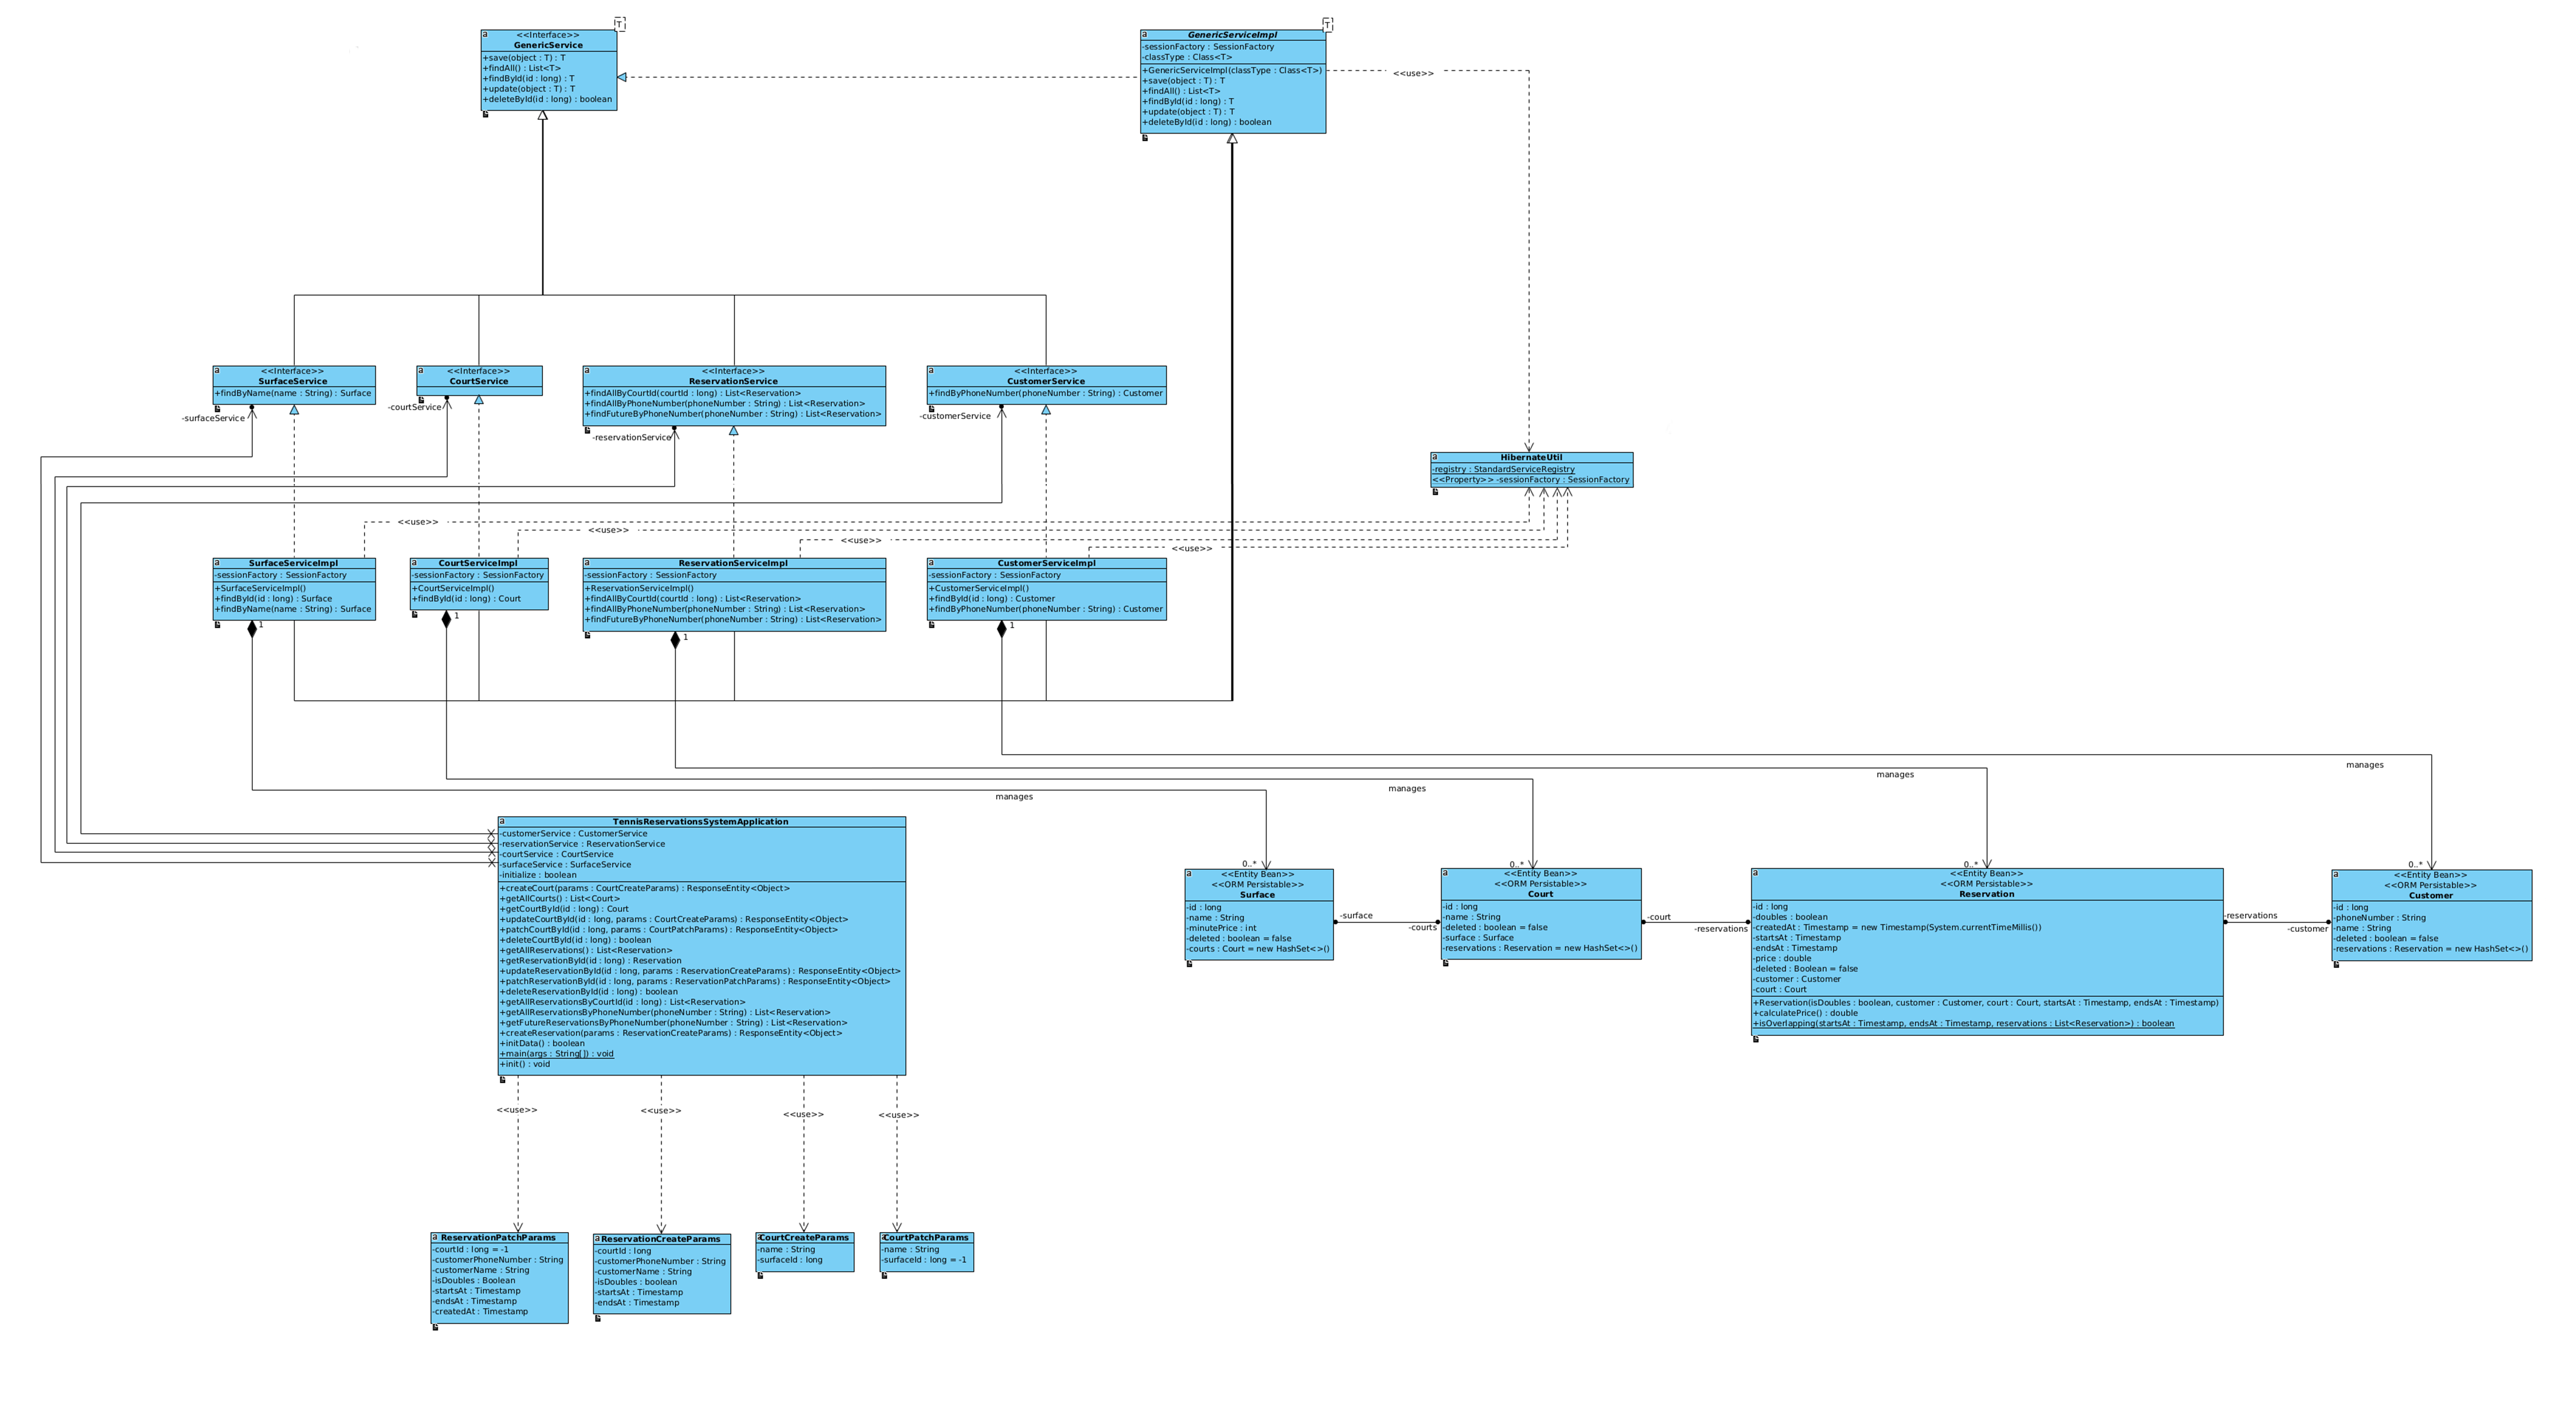 T
<<Interface>>
GenericService
+save(object : T) : T
+findAll() : List<T>
+findById(id : long) : T
+update(object : T) : T
+deleteById(id : long) : boolean
T
GenericServiceImpl
-sessionFactory : SessionFactory
-classType : Class<T>
+GenericServiceImpl(classType : Class<T>)
+save(object : T) : T
+findAll() : List<T>
+findById(id : long) : T
+update(object : T) : T
+deleteById(id : long) : boolean
<<use>>
<<Interface>>
SurfaceService
+findByName(name : String) : Surface
-surfaceService
<<Interface>>
CourtService
-courtService
<<Interface>>
ReservationService
+findAllByCourtId(courtId : long) : List<Reservation>
+findAllByPhoneNumber(phoneNumber : String) : List<Reservation>
+findFutureByPhoneNumber(phoneNumber : String) : List<Reservation>
-reservationService
<<Interface>>
CustomerService
+findByPhoneNumber(phoneNumber : String) : Customer
-customerService
HibernateUtil
-registry : StandardServiceRegistry
<<Property>> -sessionFactory : SessionFactory
<<use>>
<<use>>
<<use>>
<<use>>
SurfaceServiceImpl
-sessionFactory : SessionFactory
+SurfaceServiceImpl()
+findById(id : long) : Surface
+findByName(name : String) : Surface
1
CourtServiceImpl
-sessionFactory : SessionFactory
+CourtServiceImpl()
+findById(id : long) : Court
1
ReservationServiceImpl
-sessionFactory : SessionFactory
+ReservationServiceImpl()
+findAllByCourtId(courtId : long) : List<Reservation>
+findAllByPhoneNumber(phoneNumber : String) : List<Reservation>
+findFutureByPhoneNumber(phoneNumber : String) : List<Reservation>
1
CustomerServiceImpl
-sessionFactory : SessionFactory
+CustomerServiceImpl()
+findById(id : long) : Customer
+findByPhoneNumber(phoneNumber : String) : Customer
1
manages
manages
manages
manages
TennisReservationsSystemApplication
-customerService : CustomerService
-reservationService : ReservationService
-courtService : CourtService
-surfaceService : SurfaceService
-initialize : boolean
+createCourt(params : CourtCreateParams) : ResponseEntity<Object>
+getAllCourts() : List<Court>
+getCourtById(id : long) : Court
+updateCourtById(id : long, params : CourtCreateParams) : ResponseEntity<Object>
+patchCourtById(id : long, params : CourtPatchParams) : ResponseEntity<Object>
+deleteCourtById(id : long) : boolean
+getAllReservations() : List<Reservation>
+getReservationById(id : long) : Reservation
+updateReservationById(id : long, params : ReservationCreateParams) : ResponseEntity<Object>
+patchReservationById(id : long, params : ReservationPatchParams) : ResponseEntity<Object>
+deleteReservationById(id : long) : boolean
+getAllReservationsByCourtId(id : long) : List<Reservation>
+getAllReservationsByPhoneNumber(phoneNumber : String) : List<Reservation>
+getFutureReservationsByPhoneNumber(phoneNumber : String) : List<Reservation>
+createReservation(params : ReservationCreateParams) : ResponseEntity<Object>
+initData() : boolean
+main(args : String[]) : void
+init() : void
0..*
<<Entity Bean>>
<<ORM Persistable>>
Surface
-id : long
-name : String
-minutePrice : int
-deleted : boolean = false
-courts : Court = new HashSet<>()
-surface
-courts
0..*
<<Entity Bean>>
<<ORM Persistable>>
Court
-id : long
-name : String
-deleted : boolean = false
-surface : Surface
-reservations : Reservation = new HashSet<>()
-court
-reservations
0..*
<<Entity Bean>>
<<ORM Persistable>>
Reservation
-id : long
-doubles : boolean
-createdAt : Timestamp = new Timestamp(System.currentTimeMillis())
-startsAt : Timestamp
-endsAt : Timestamp
-price : double
-deleted : Boolean = false
-customer : Customer
-court : Court
+Reservation(isDoubles : boolean, customer : Customer, court : Court, startsAt : Timestamp, endsAt : Timestamp)
+calculatePrice() : double
+isOverlapping(startsAt : Timestamp, endsAt : Timestamp, reservations : List<Reservation>) : boolean
-reservations
-customer
0..*
<<Entity Bean>>
<<ORM Persistable>>
Customer
-id : long
-phoneNumber : String
-name : String
-deleted : boolean = false
-reservations : Reservation = new HashSet<>()
<<use>>
<<use>>
<<use>>
<<use>>
ReservationPatchParams
-courtId : long = -1
-customerPhoneNumber : String
-customerName : String
-isDoubles : Boolean
-startsAt : Timestamp
-endsAt : Timestamp
-createdAt : Timestamp
ReservationCreateParams
-courtId : long
-customerPhoneNumber : String
-customerName : String
-isDoubles : boolean
-startsAt : Timestamp
-endsAt : Timestamp
CourtCreateParams
-name : String
-surfaceId : long
CourtPatchParams
-name : String
-surfaceId : long = -1